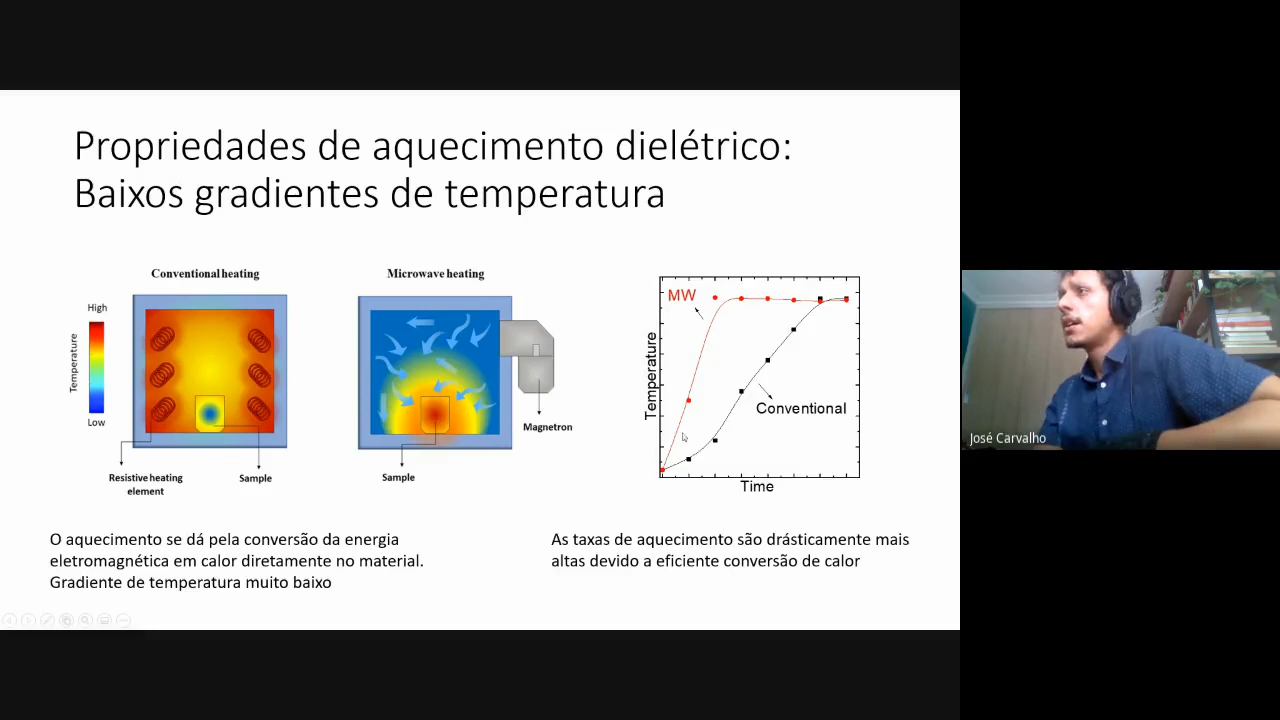 Propriedades de aquecimento dielétrico:
Baixos gradientes de temperatura
Conventional heating
High
Temperature
Low
Resistive heating
element
Sample
Microwave heating
Magnetron
Sample
MW
Conventional
Temperature
Time
O aquecimento se dá pela conversão da energia
eletromagnética em calor diretamente no material.
Gradiente de temperatura muito baixo
As taxas de aquecimento são drásticamente mais
altas devido a eficiente conversão de calor
José Carvalho